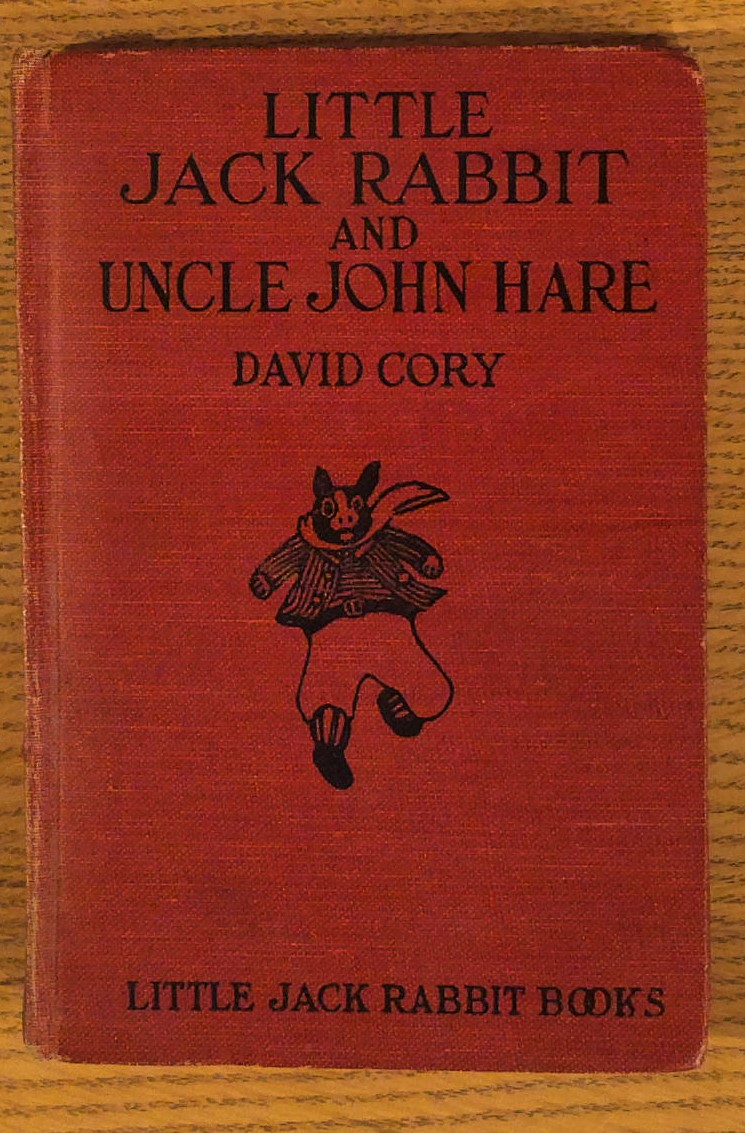 LITTLE
JACK RABBIT
AND
UNCLE JOHN HARE
DAVID CORY
LITTLE JACK RABBIT BOOKS